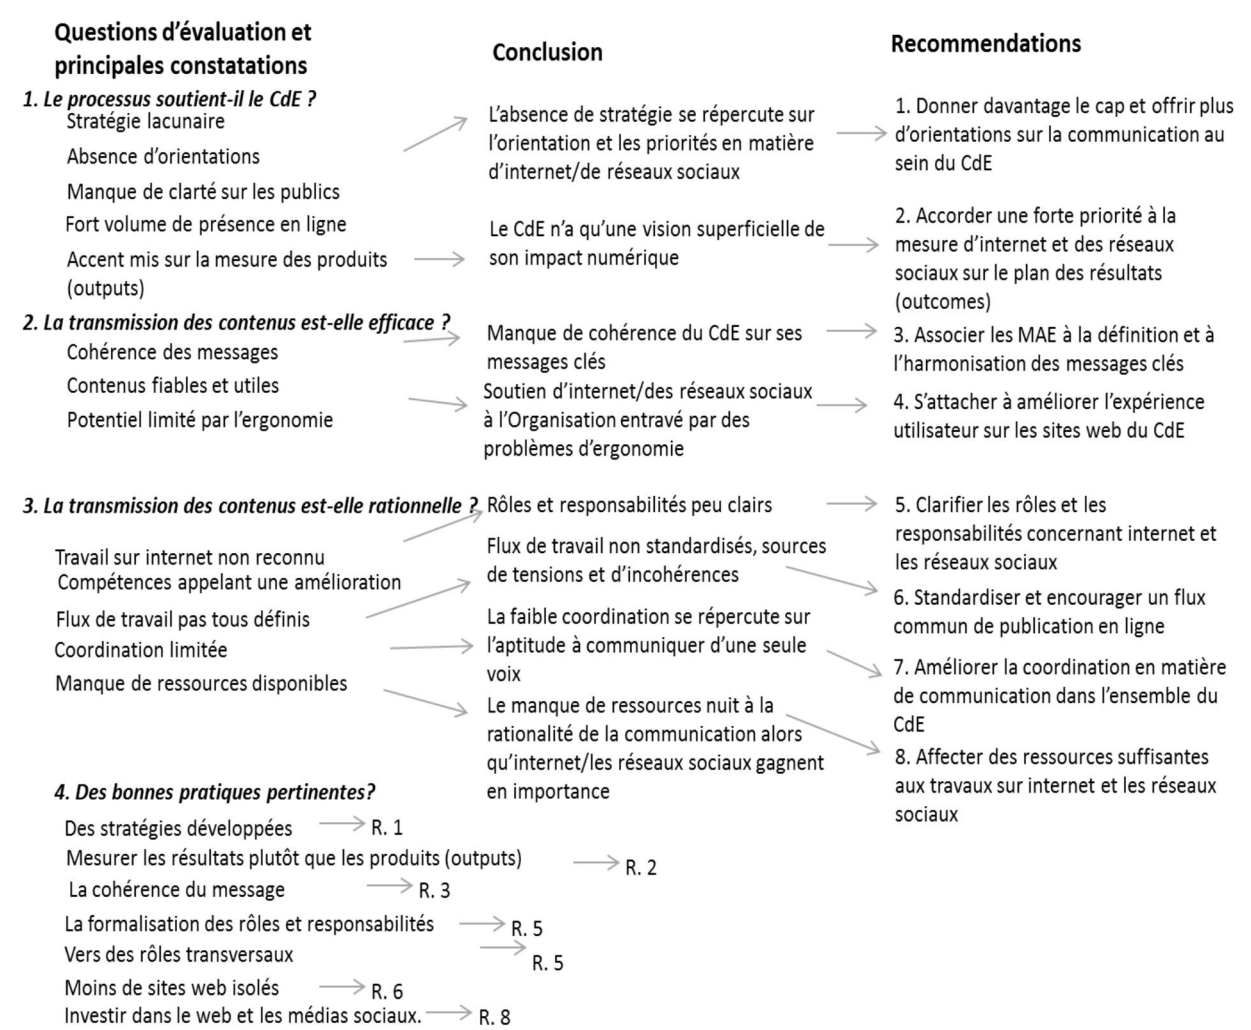 Questions d’évaluation et
principales constatations
Conclusion
Recommendations
1. Le processus soutient-il le CdE ?
Stratégie lacunaire
Absence d’orientations
Manque de clarté sur les publics
Fort volume de présence en ligne
Accent mis sur la mesure des produits
(outputs)
L’absence de stratégie se répercute sur
l’orientation et les priorités en matière
d’internet/de réseaux sociaux
Le CdE n’a qu’une vision superficielle de
son impact numérique
1. Donner davantage le cap et offrir plus
d’orientations sur la communication au
sein du CdE
2. Accorder une forte priorité à la
mesure d’internet et des réseaux
sociaux sur le plan des résultats
(outcomes)
2. La transmission des contenus est-elle efficace ?
Cohérence des messages
Contenus fiables et utiles
Potentiel limité par l’ergonomie
Manque de cohérence du CdE sur ses
messages clés
Soutien d’internet/des réseaux sociaux
à l’Organisation entravé par des
problèmes d’ergonomie
3. Associer les MAE à la définition et à
l’harmonisation des messages clés
4. S’attacher à améliorer l’expérience
utilisateur sur les sites web du CdE
3. La transmission des contenus est-elle rationnelle ?
Travail sur internet non reconnu
Compétences appelant une amélioration
Flux de travail pas tous définis
Coordination limitée
Manque de ressources disponibles
Rôles et responsabilités peu clairs
Flux de travail non standardisés, sources
de tensions et d’incohérences
La faible coordination se répercute sur
l’aptitude à communiquer d’une seule
voix
Le manque de ressources nuit à la
rationalité de la communication alors
qu’internet/les réseaux sociaux gagnent
en importance
5. Clarifier les rôles et les
responsabilités concernant internet et
les réseaux sociaux
6. Standardiser et encourager un flux
commun de publication en ligne
7. Améliorer la coordination en matière
de communication dans l’ensemble du
CdE
8. Affecter des ressources suffisantes
aux travaux sur internet et les réseaux
sociaux
4. Des bonnes pratiques pertinentes?
Des stratégies développées R. 1
Mesurer les résultats plutôt que les produits (outputs) R. 2
La cohérence du message R. 3
La formalisation des rôles et responsabilités R. 5
Vers des rôles transversaux R. 5
Moins de sites web isolés R. 6
Investir dans le web et les médias sociaux. R. 8